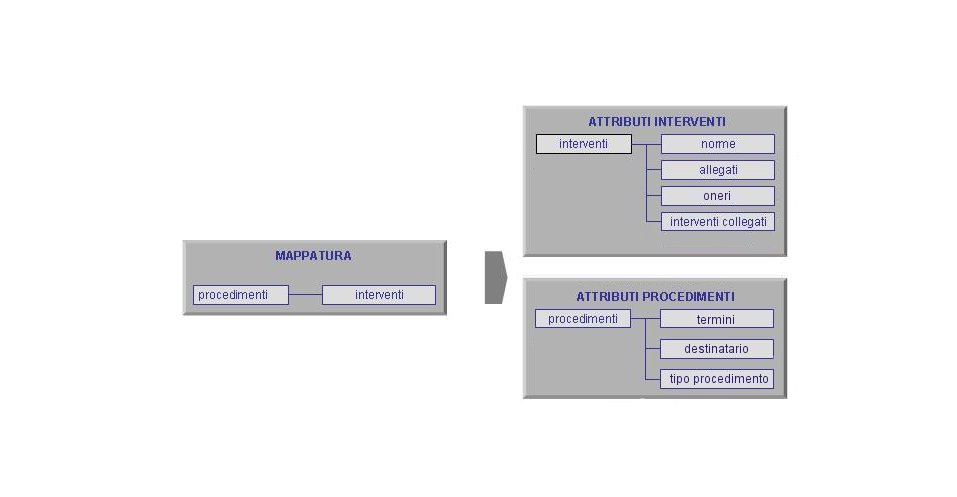 MAPPATURA
procedimenti
interventi
ATTRIBUTI INTERVENTI
interventi
norme
allegati
oneri
interventi collegati
ATTRIBUTI PROCEDIMENTI
procedimenti
termini
destinatario
tipo procedimento